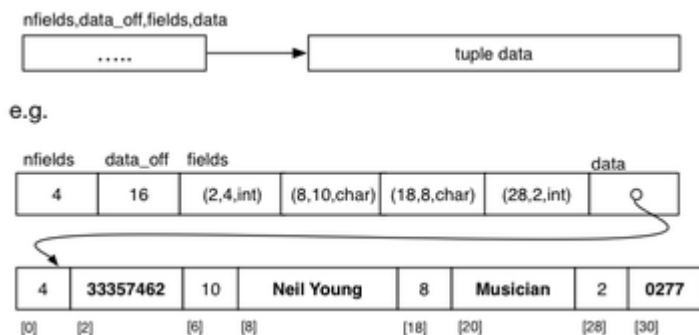 nfields,data_off,fields,data
..... tuple data
e.g.
nfields data_off fields data
4 16 (2,4,int) (8,10,char) (18,8,char) (28,2,int)
4 33357462 10 Neil Young 8 Musician 2 0277
[0] [2] [6] [8] [18] [20] [28] [30]